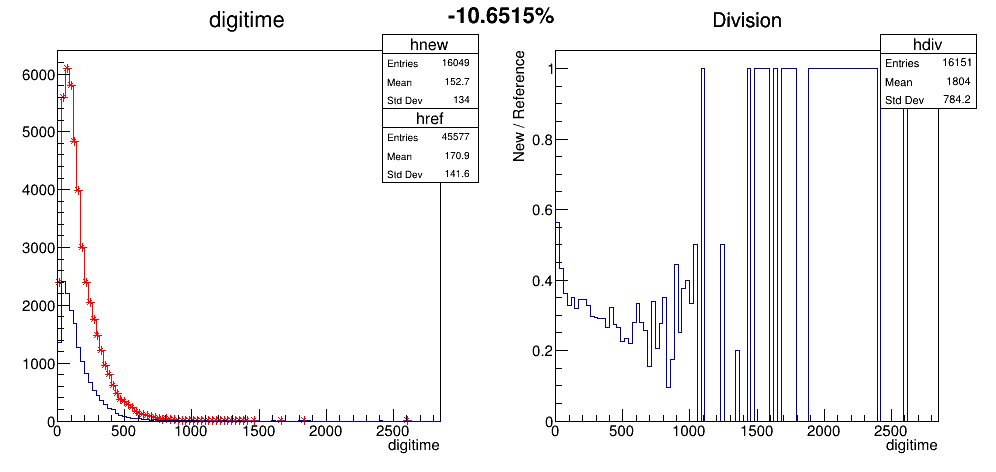 -10.6515%
digitime
hnew
Entries 16049
Mean 152.7
Std Dev 134
href
Entries 45577
Mean 170.9
Std Dev 141.6
6000
5000
4000
3000
2000
1000
0
0 500 1000 1500 2000 2500
digitime
Division
hdiv
Entries 16151
Mean 1804
Std Dev 784.2
New / Reference
1
0.8
0.6
0.4
0.2
0
0 500 1000 1500 2000 2500
digitime